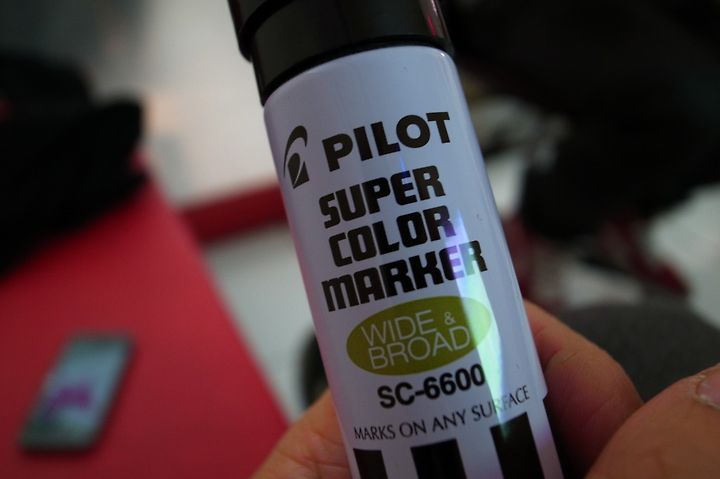 PILOT
SUPER
COLOR
MARKER
WIDE &
BROAD
SC-6600
MARKS ON ANY SURFACE